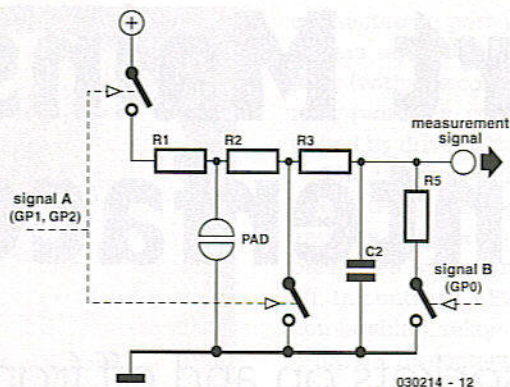 +
R1
R2
R3
measurement
signal
R5
signal A
(GP1, GP2)
PAD
C2
signal B
(GP0)
030214 - 12